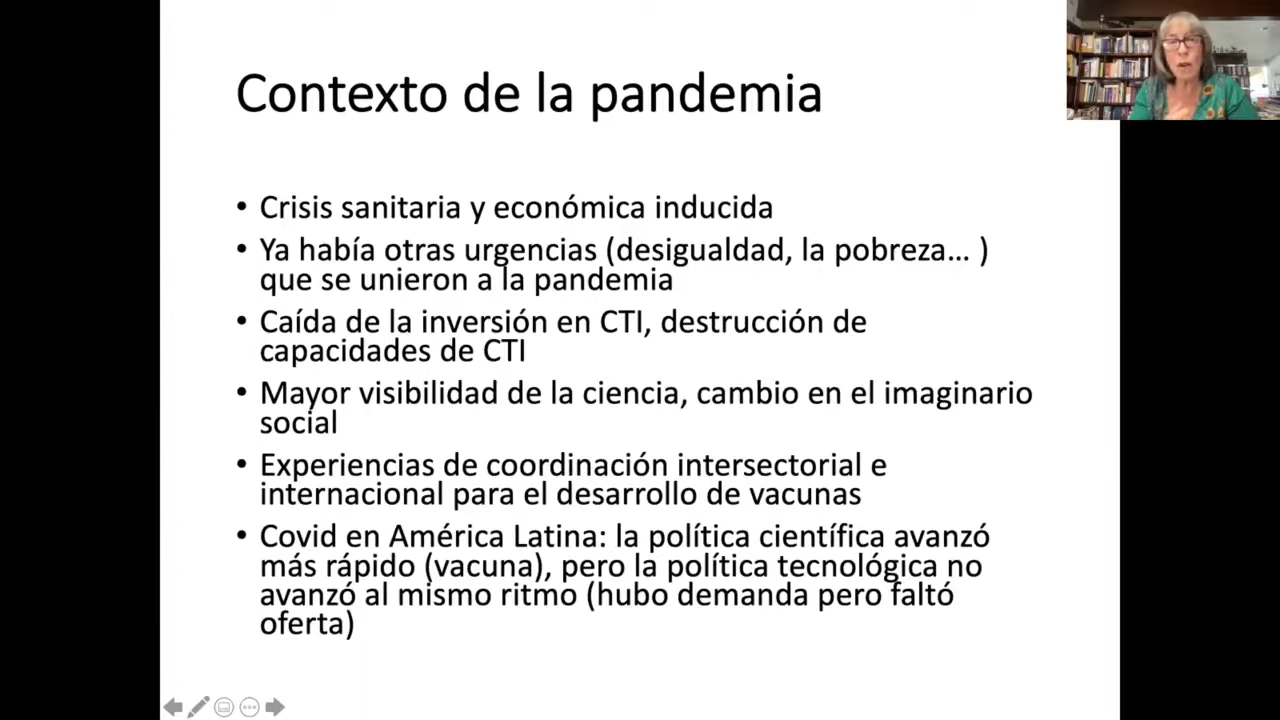 Contexto de la pandemia
• Crisis sanitaria y económica inducida
• Ya había otras urgencias (desigualdad, la pobreza... )
que se unieron a la pandemia
• Caída de la inversión en CTI, destrucción de
capacidades de CTI
• Mayor visibilidad de la ciencia, cambio en el imaginario
social
• Experiencias de coordinación intersectorial e
internacional para el desarrollo de vacunas
• Covid en América Latina: la política científica avanzó
más rápido (vacuna), pero la política tecnológica no
avanzó al mismo ritmo (hubo demanda pero faltó
oferta)